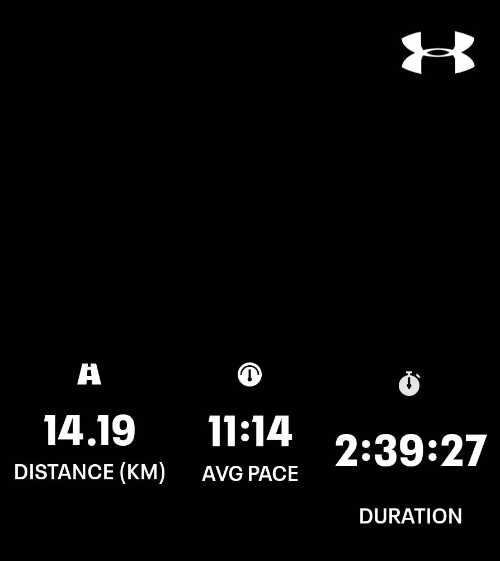 14.19
DISTANCE (KM)
11:14
AVG PACE
2:39:27
DURATION